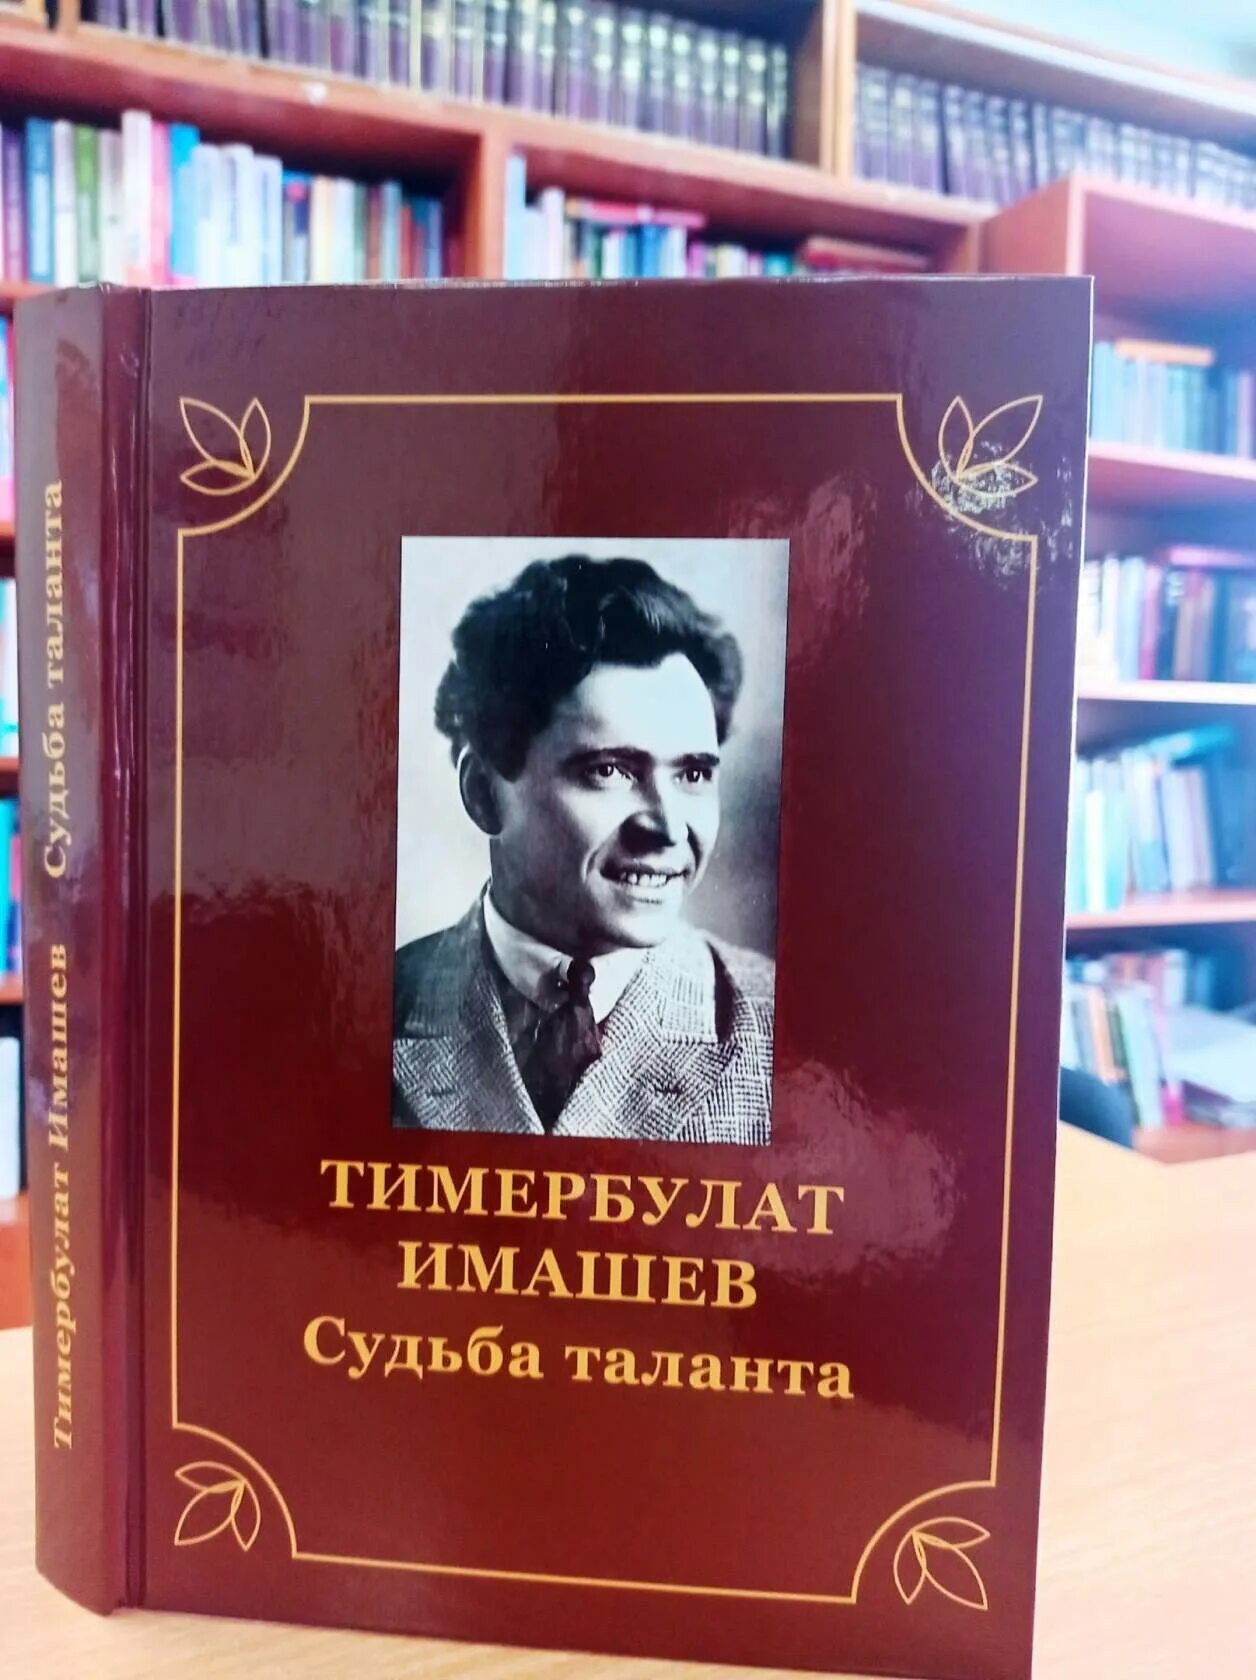 Тимербулат Имашев Судьба таланта
ТИМЕРБУЛАТ
ИМАШЕВ
Судьба таланта